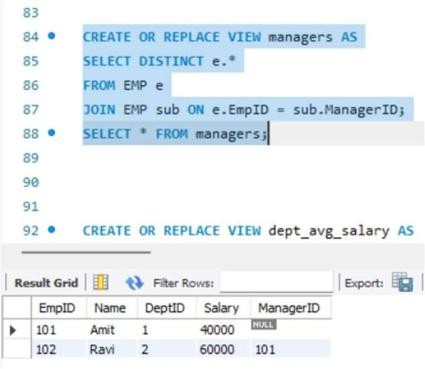 83
84 CREATE OR REPLACE VIEW managers AS
85 SELECT DISTINCT e.*
86 FROM EMP e
87 JOIN EMP sub ON e.EmpID = sub.ManagerID;
88 SELECT * FROM managers;
89
90
91
92 CREATE OR REPLACE VIEW dept_avg_salary AS
Result Grid Filter Rows: Export:
EmpID Name DeptID Salary ManagerID
101 Amit 1 40000 NULL
102 Ravi 2 60000 101